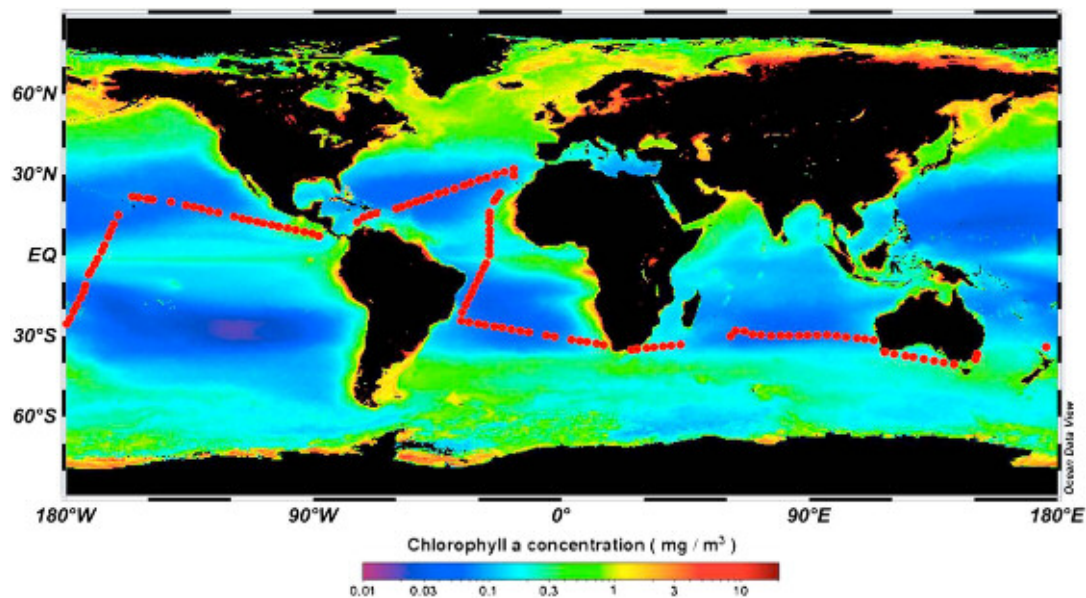 60°N
30°N
EQ
30°S
60°S
Ocean Data View
180°W 90°W 0° 90°E 180°E
Chlorophyll a concentration ( mg / m³ )
0.01 0.03 0.1 0.3 1 3 10